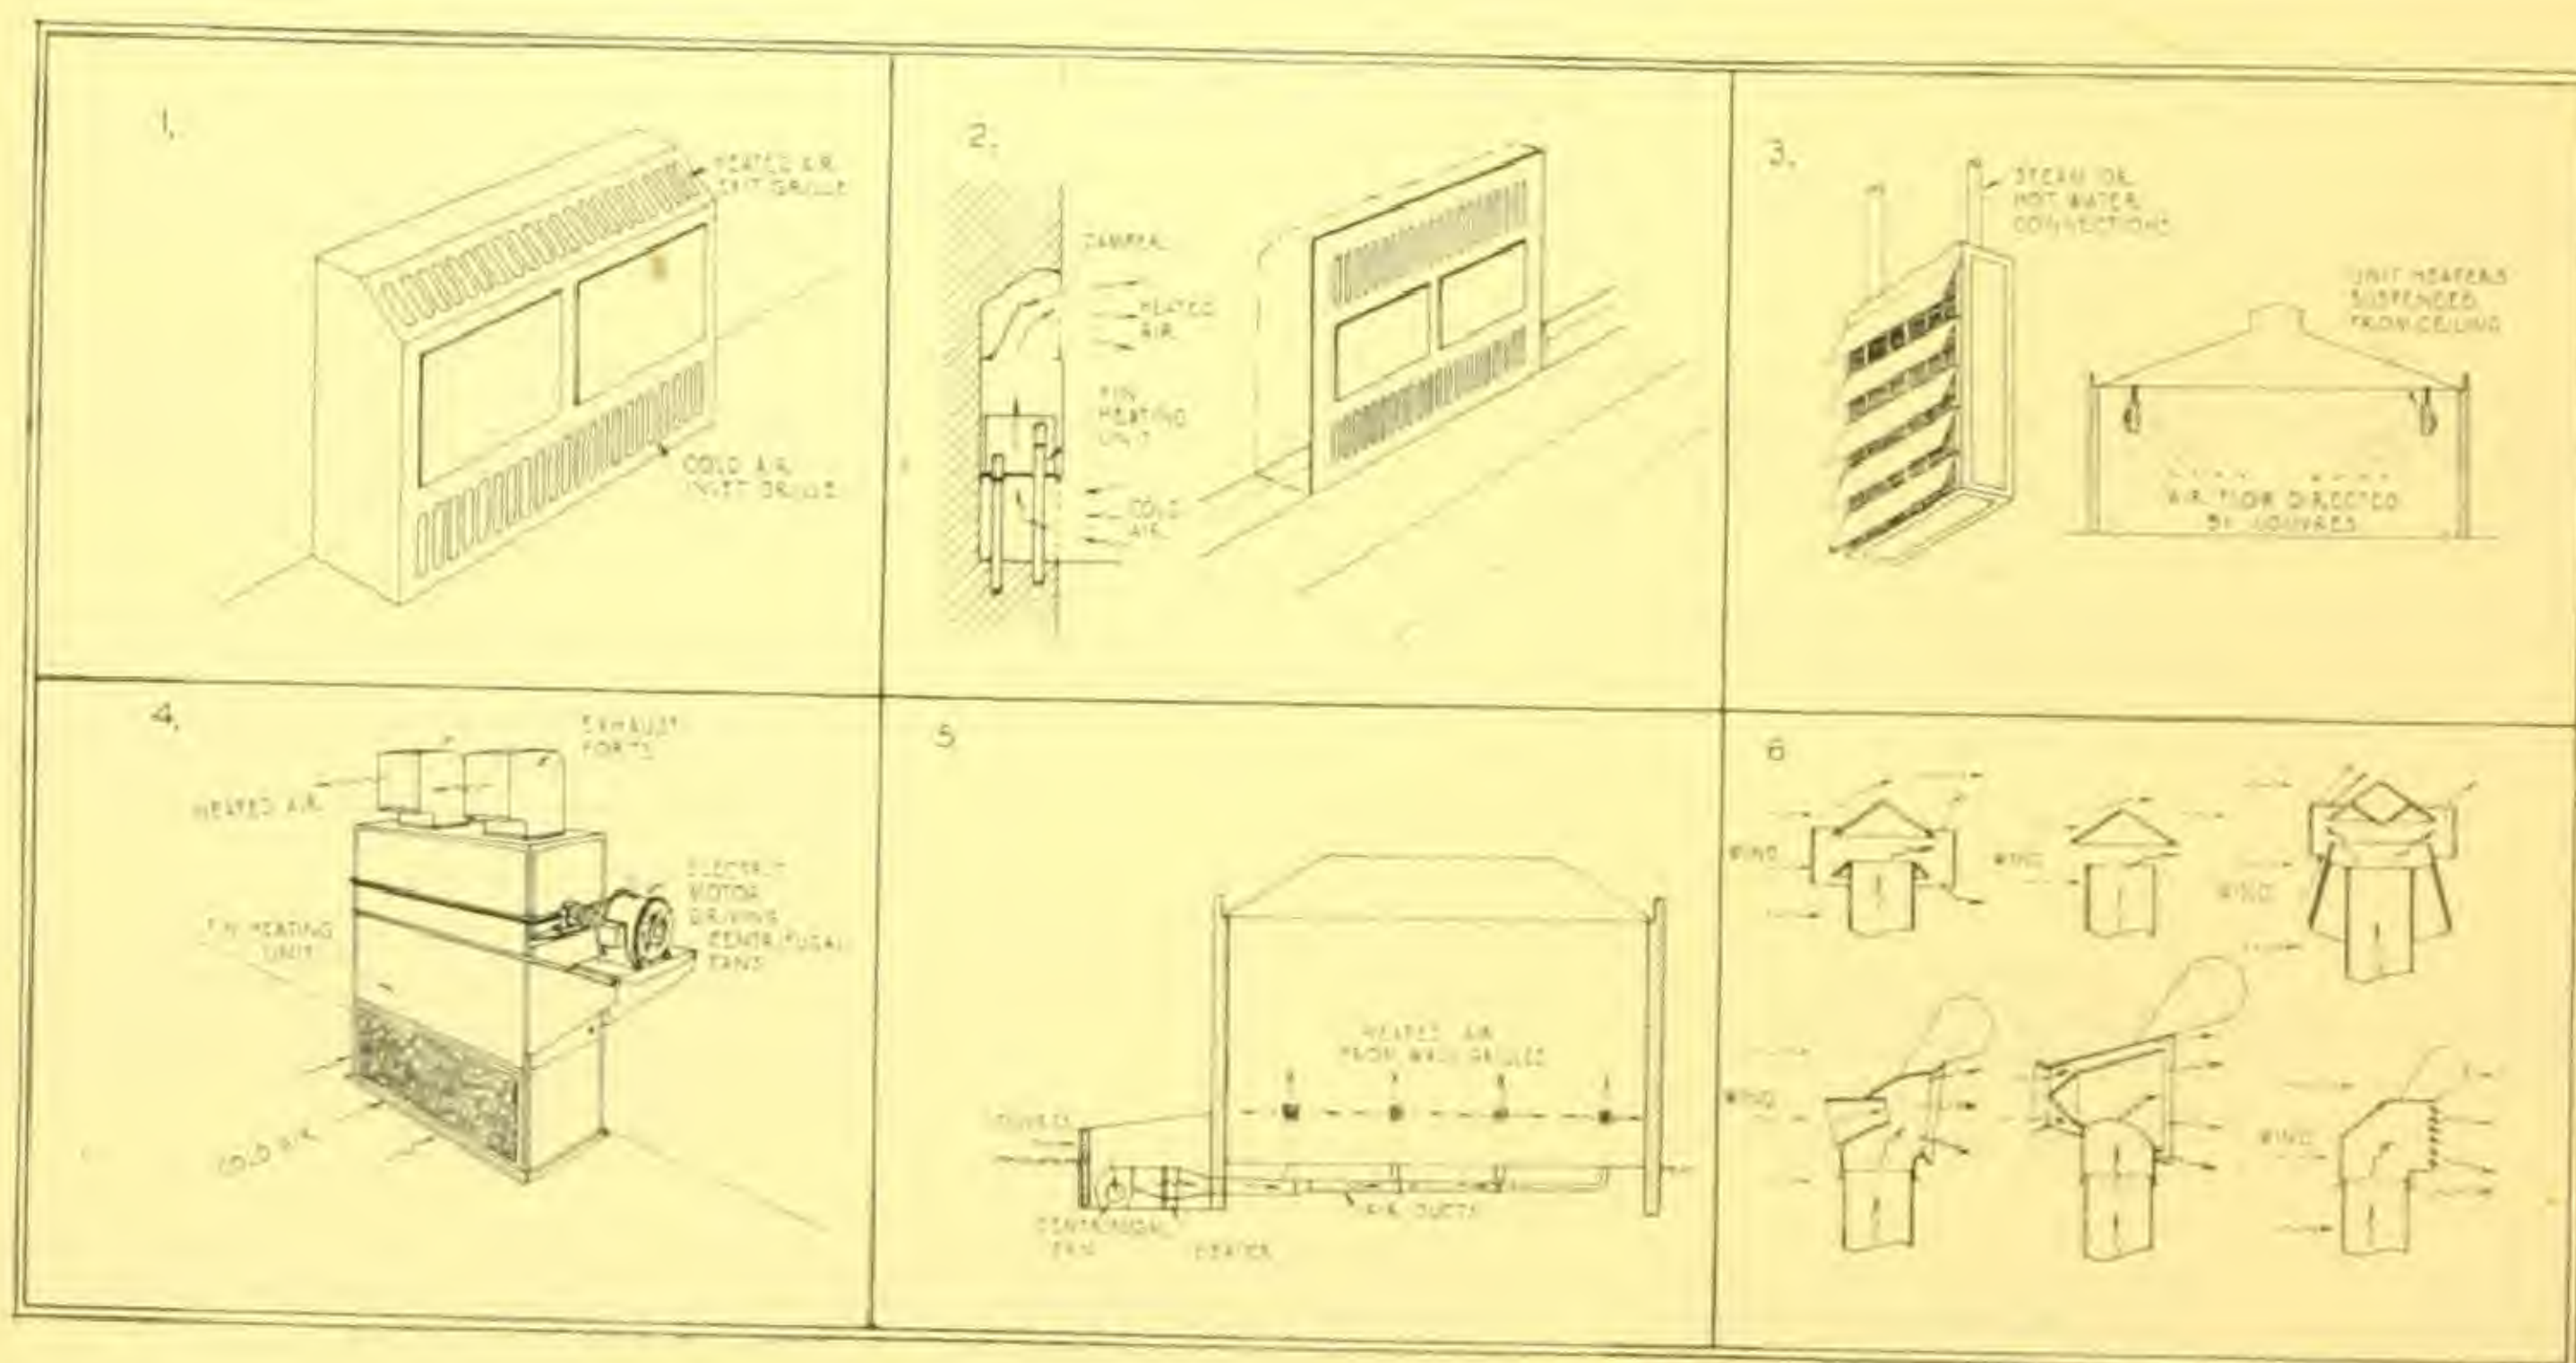 1.
HEATED AIR
EXIT GRILLE
COLD AIR
INLET GRILLE
2.
DAMPER
HEATED
AIR
FIN
HEATING
UNIT
COLD
AIR
3.
STEAM OR
HOT WATER
CONNECTIONS
UNIT HEATERS
SUSPENDED
FROM CEILING
AIR FLOW DIRECTED
BY LOUVRES
4.
EXHAUST
PORTS
HEATED AIR
ELECTRIC
MOTOR
DRIVING
CENTRIFUGAL
FANS
FIN HEATING
UNIT
COLD AIR
5
HEATED AIR
FROM WALL GRILLES
LOUVRES
AIR DUCTS
CENTRIFUGAL
FAN
HEATER
6
WIND
WIND
WIND
WIND
WIND